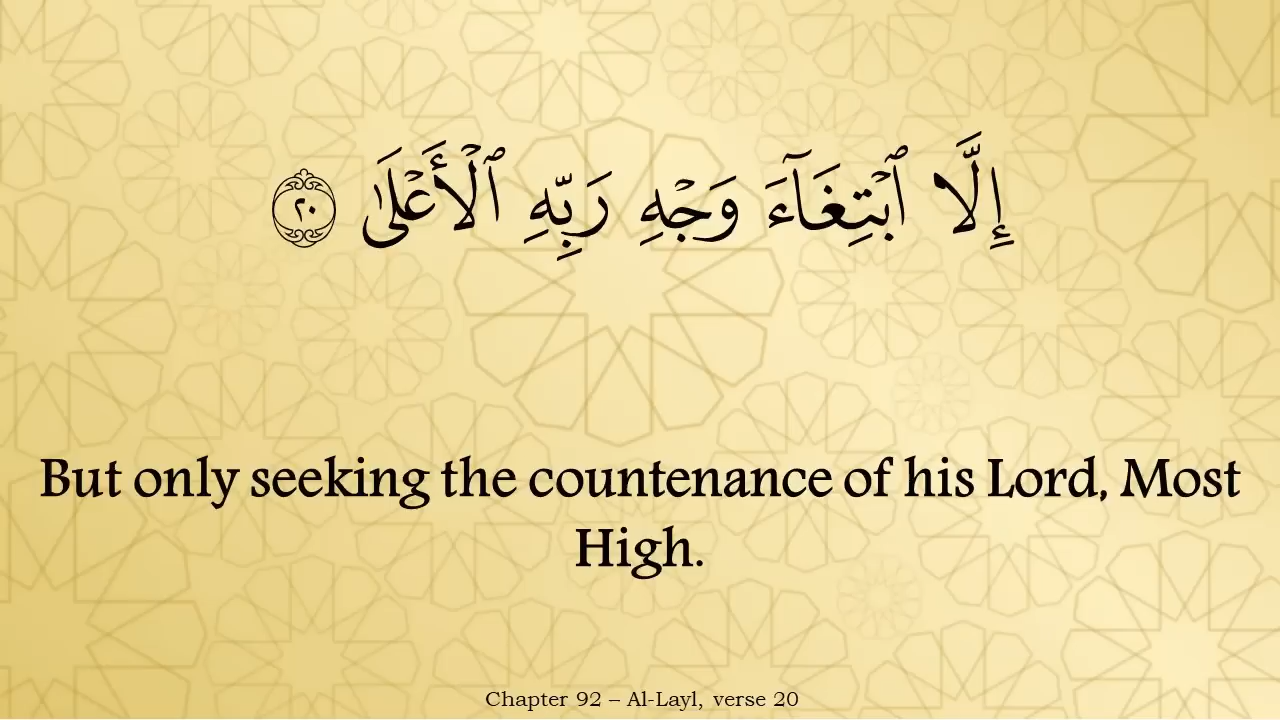 إِلَّا ٱبْتِغَآءَ وَجْهِ رَبِّهِ ٱلْأَعْلَىٰ ٢٠
But only seeking the countenance of his Lord, Most
High.
Chapter 92 – Al-Layl, verse 20